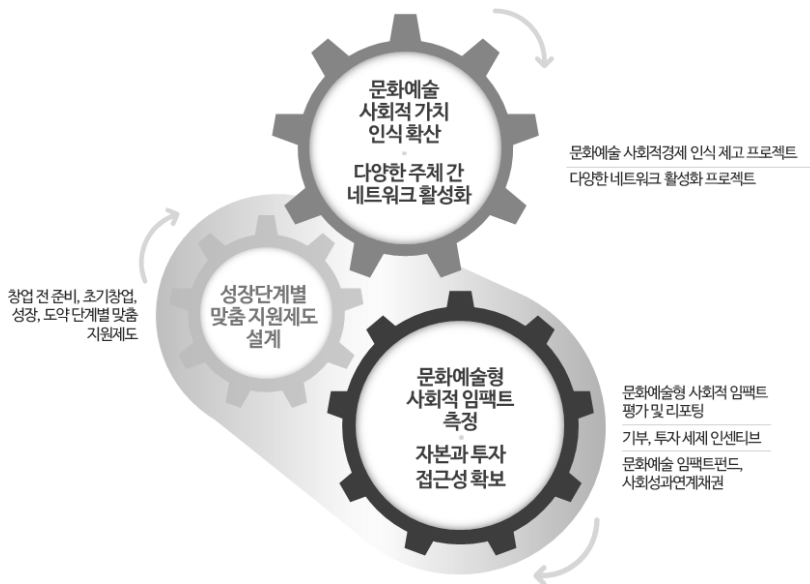 문화예술
사회적 가치
인식 확산
다양한 주체 간
네트워크 활성화
문화예술 사회적경제 인식 제고 프로젝트
다양한 네트워크 활성화 프로젝트
성장단계별
맞춤 지원제도
설계
창업 전 준비, 초기창업,
성장, 도약 단계별 맞춤
지원제도
문화예술형
사회적 임팩트
측정
자본과 투자
접근성 확보
문화예술형 사회적 임팩트
평가 및 리포팅
기부, 투자 세제 인센티브
문화예술 임팩트펀드,
사회성과연계채권